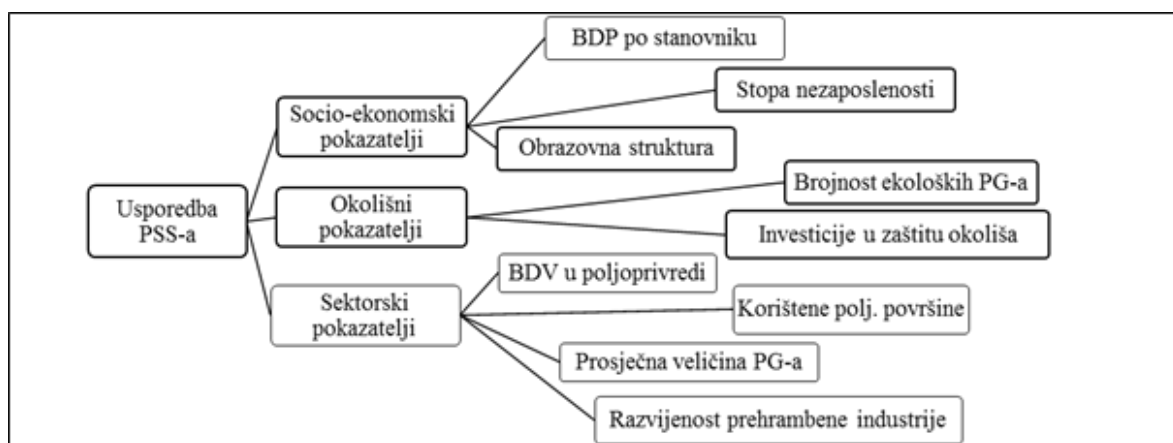 Usporedba
PSS-a
Socio-ekonomski
pokazatelji
BDP po stanovniku
Stopa nezaposlenosti
Obrazovna struktura
Okolišni
pokazatelji
Brojnost ekoloških PG-a
Investicije u zaštitu okoliša
Sektorski
pokazatelji
BDV u poljoprivredi
Korištene polj. površine
Prosječna veličina PG-a
Razvijenost prehrambene industrije